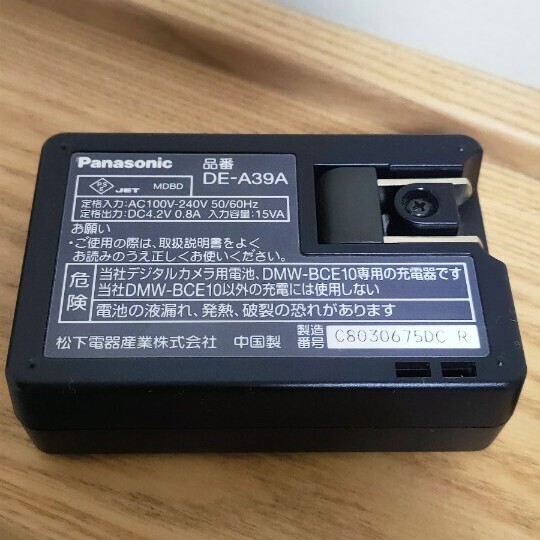 Panasonic 品番
DE-A39A
PSE JET MDBD
定格入力:AC100V-240V 50/60Hz
定格出力:DC4.2V 0.8A 入力容量:15VA
お願い
・ご使用の際は、取扱説明書をよく
お読みのうえ正しくお使いください。
危険
当社デジタルカメラ用電池、DMW-BCE10専用の充電器です
当社DMW-BCE10以外の充電には使用しない
電池の液漏れ、発熱、破裂の恐れがあります
松下電器産業株式会社 中国製 製造番号 C8030675DC R